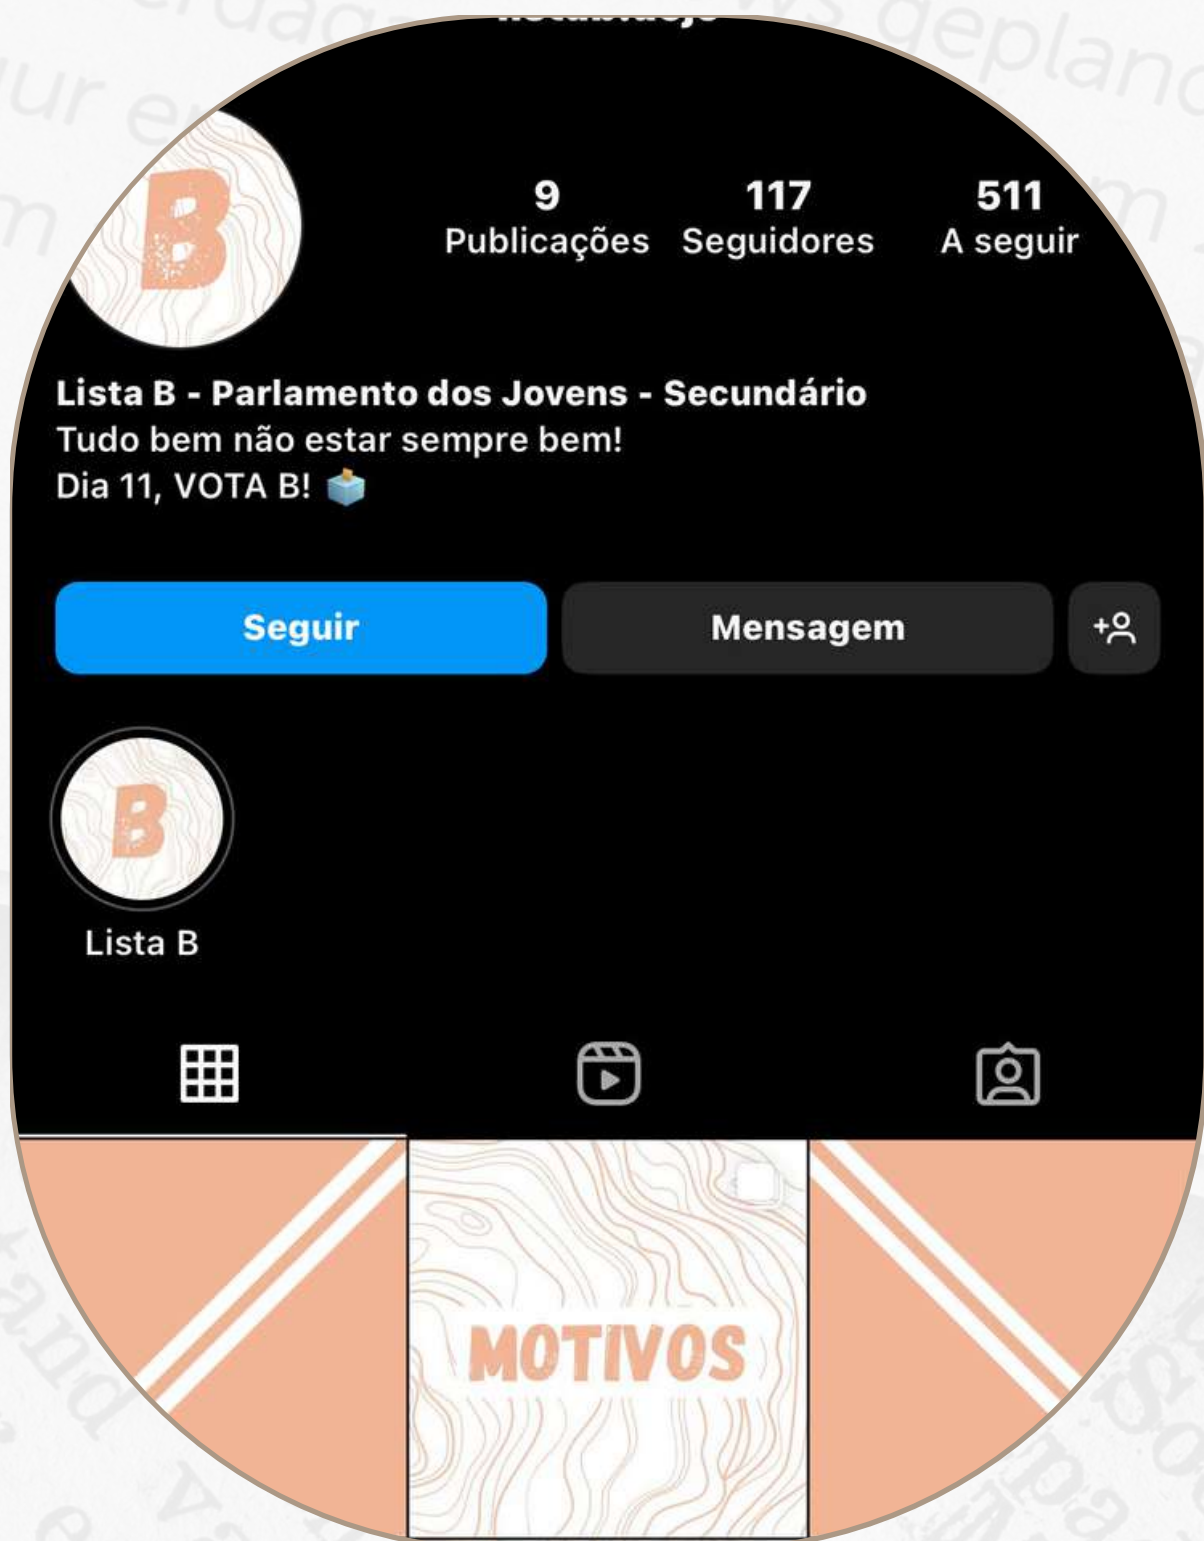 B
9 117 511
Publicações Seguidores A seguir
Lista B - Parlamento dos Jovens - Secundário
Tudo bem não estar sempre bem!
Dia 11, VOTA B! 🗳️
Seguir Mensagem
B
Lista B
MOTIVOS